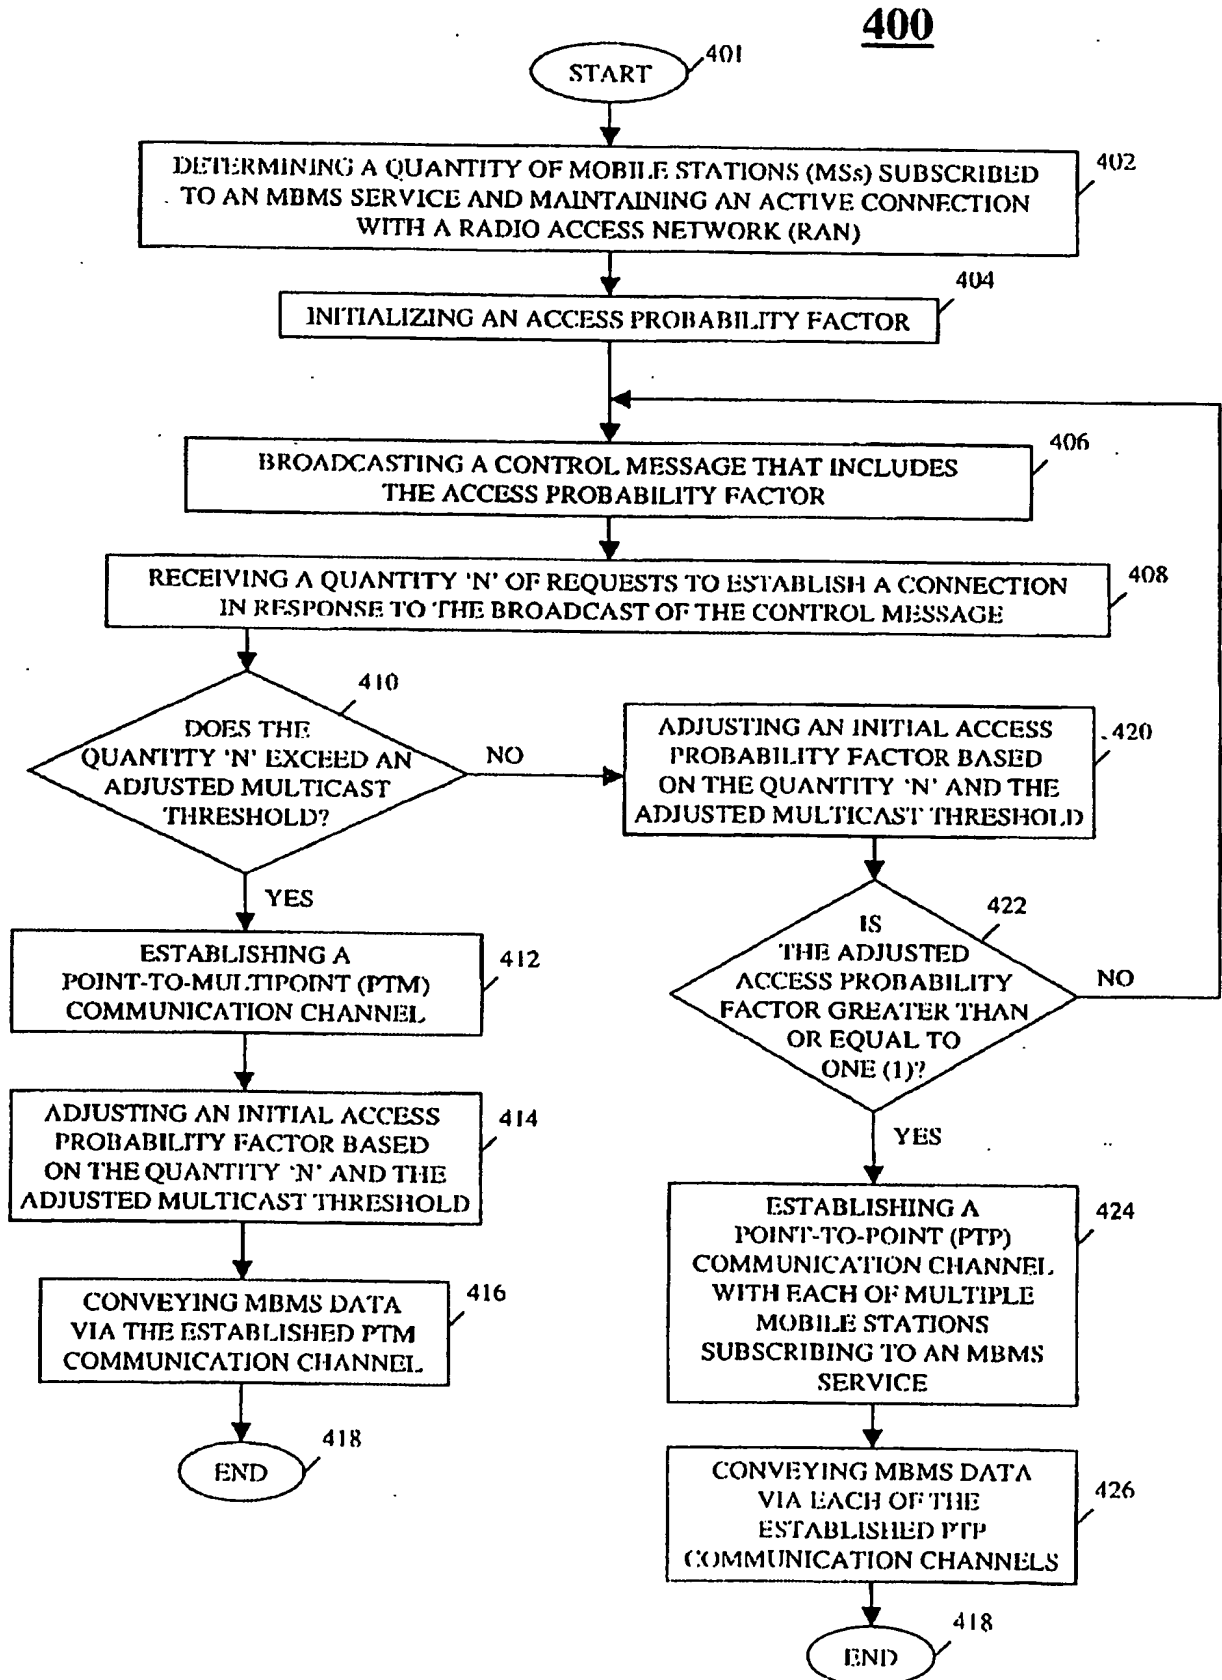 400
START
401
DETERMINING A QUANTITY OF MOBILE STATIONS (MSs) SUBSCRIBED
TO AN MBMS SERVICE AND MAINTAINING AN ACTIVE CONNECTION
WITH A RADIO ACCESS NETWORK (RAN)
402
INITIALIZING AN ACCESS PROBABILITY FACTOR
404
BROADCASTING A CONTROL MESSAGE THAT INCLUDES
THE ACCESS PROBABILITY FACTOR
406
RECEIVING A QUANTITY 'N' OF REQUESTS TO ESTABLISH A CONNECTION
IN RESPONSE TO THE BROADCAST OF THE CONTROL MESSAGE
408
DOES THE
QUANTITY 'N' EXCEED AN
ADJUSTED MULTICAST
THRESHOLD?
410
NO
YES
ESTABLISHING A
POINT-TO-MULTIPOINT (PTM)
COMMUNICATION CHANNEL
412
ADJUSTING AN INITIAL ACCESS
PROBABILITY FACTOR BASED
ON THE QUANTITY 'N' AND THE
ADJUSTED MULTICAST THRESHOLD
414
CONVEYING MBMS DATA
VIA THE ESTABLISHED PTM
COMMUNICATION CHANNEL
416
END
418
ADJUSTING AN INITIAL ACCESS
PROBABILITY FACTOR BASED
ON THE QUANTITY 'N' AND THE
ADJUSTED MULTICAST THRESHOLD
420
IS
THE ADJUSTED
ACCESS PROBABILITY
FACTOR GREATER THAN
OR EQUAL TO
ONE (1)?
422
NO
YES
ESTABLISHING A
POINT-TO-POINT (PTP)
COMMUNICATION CHANNEL
WITH EACH OF MULTIPLE
MOBILE STATIONS
SUBSCRIBING TO AN MBMS
SERVICE
424
CONVEYING MBMS DATA
VIA EACH OF THE
ESTABLISHED PTP
COMMUNICATION CHANNELS
426
END
418